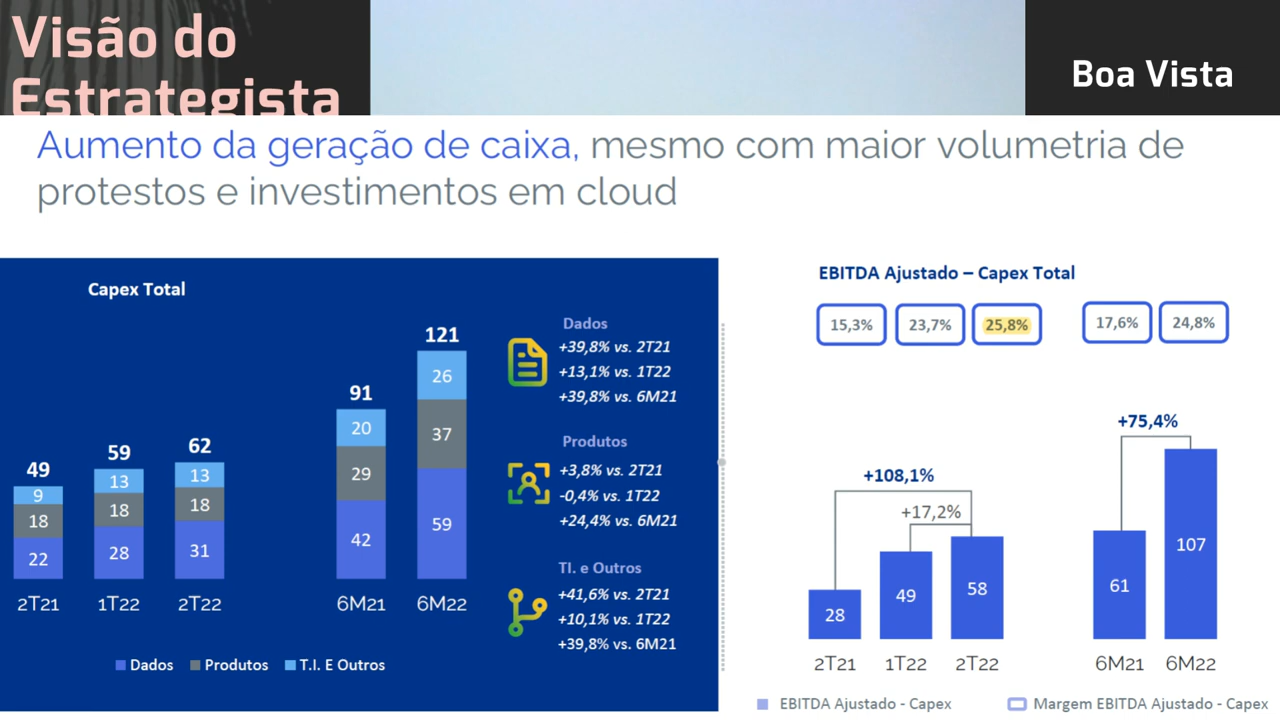 Visão do
Estrategista
Boa Vista
Aumento da geração de caixa, mesmo com maior volumetria de
protestos e investimentos em cloud
Capex Total
49
9
18
22
2T21
59
13
18
28
1T22
62
13
18
31
2T22
91
20
29
42
6M21
121
26
37
59
6M22
Dados
Produtos
T.I. E Outros
Dados
+39,8% vs. 2T21
+13,1% vs. 1T22
+39,8% vs. 6M21
Produtos
+3,8% vs. 2T21
-0,4% vs. 1T22
+24,4% vs. 6M21
TI. e Outros
+41,6% vs. 2T21
+10,1% vs. 1T22
+39,8% vs. 6M21
EBITDA Ajustado – Capex Total
15,3%
23,7%
25,8%
17,6%
24,8%
+108,1%
+17,2%
+75,4%
28
49
58
61
107
2T21
1T22
2T22
6M21
6M22
EBITDA Ajustado - Capex
Margem EBITDA Ajustado - Capex